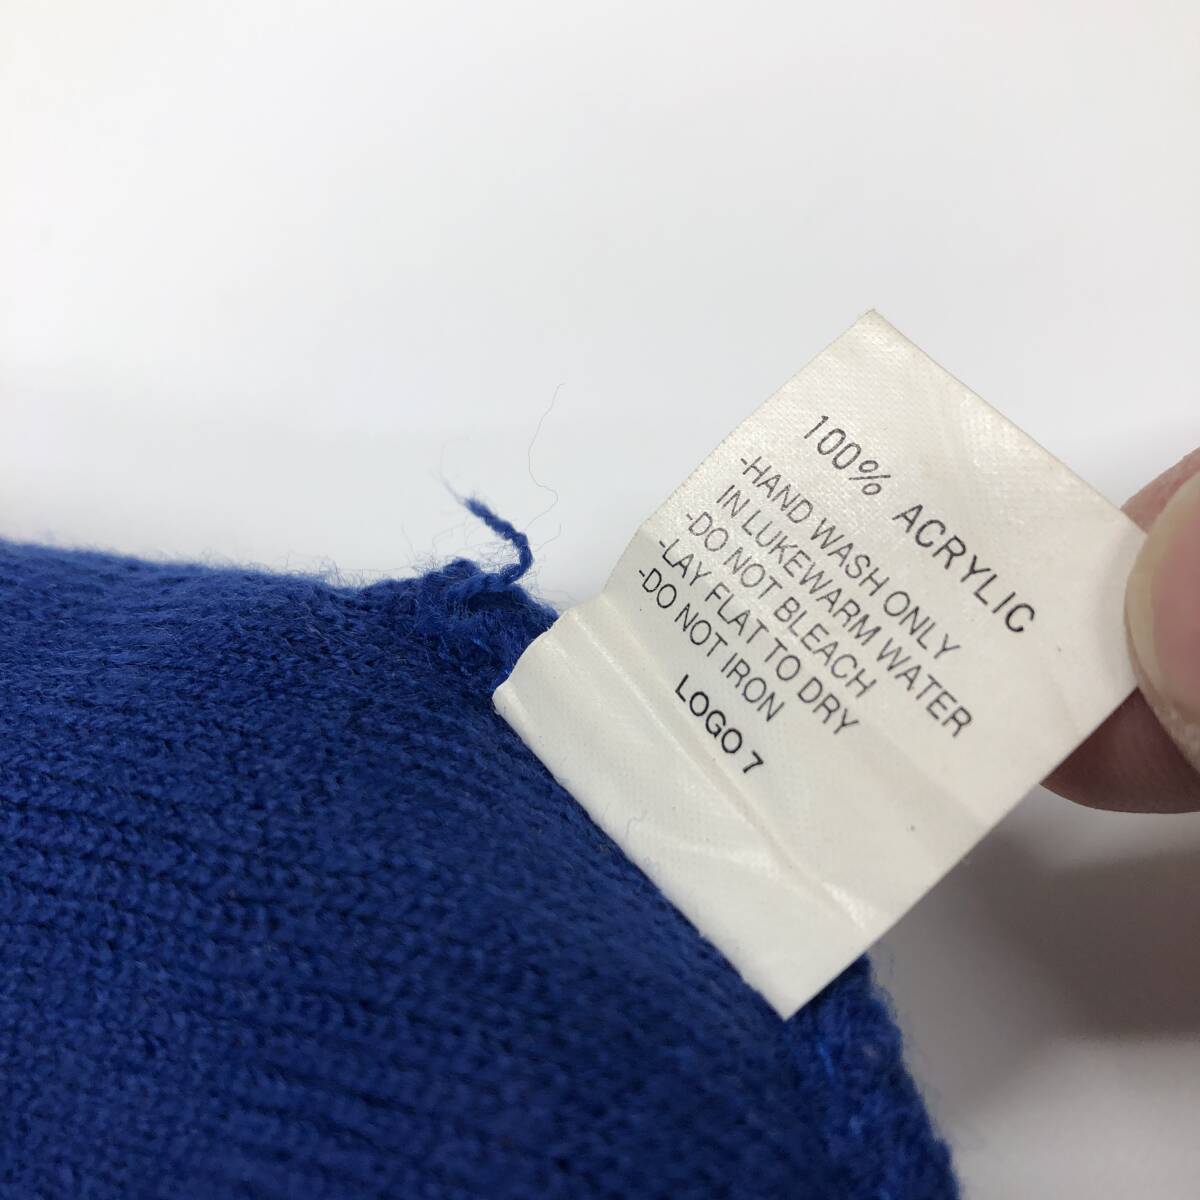 100% ACRYLIC
-HAND WASH ONLY
IN LUKEWARM WATER
-DO NOT BLEACH
-LAY FLAT TO DRY
-DO NOT IRON
LOGO 7